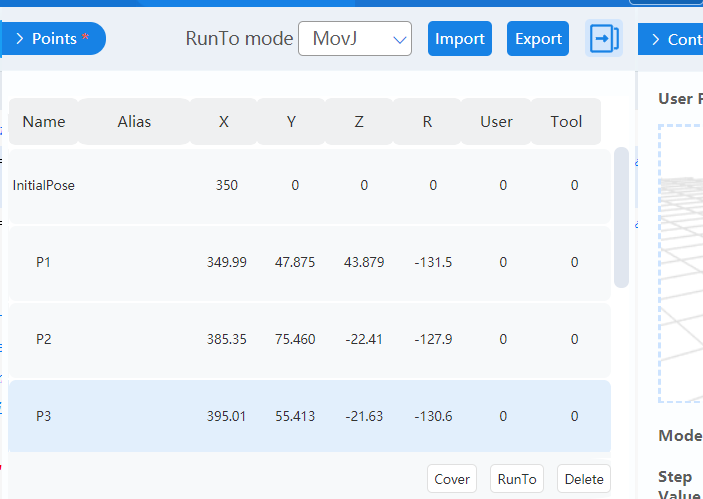 Points *
RunTo mode MovJ Import Export
Cont
User
Name Alias X Y Z R User Tool
InitialPose 350 0 0 0 0 0
P1 349.99 47.875 43.879 -131.5 0 0
P2 385.35 75.460 -22.41 -127.9 0 0
P3 395.01 55.413 -21.63 -130.6 0 0
Cover RunTo Delete
Mode
Step
Value